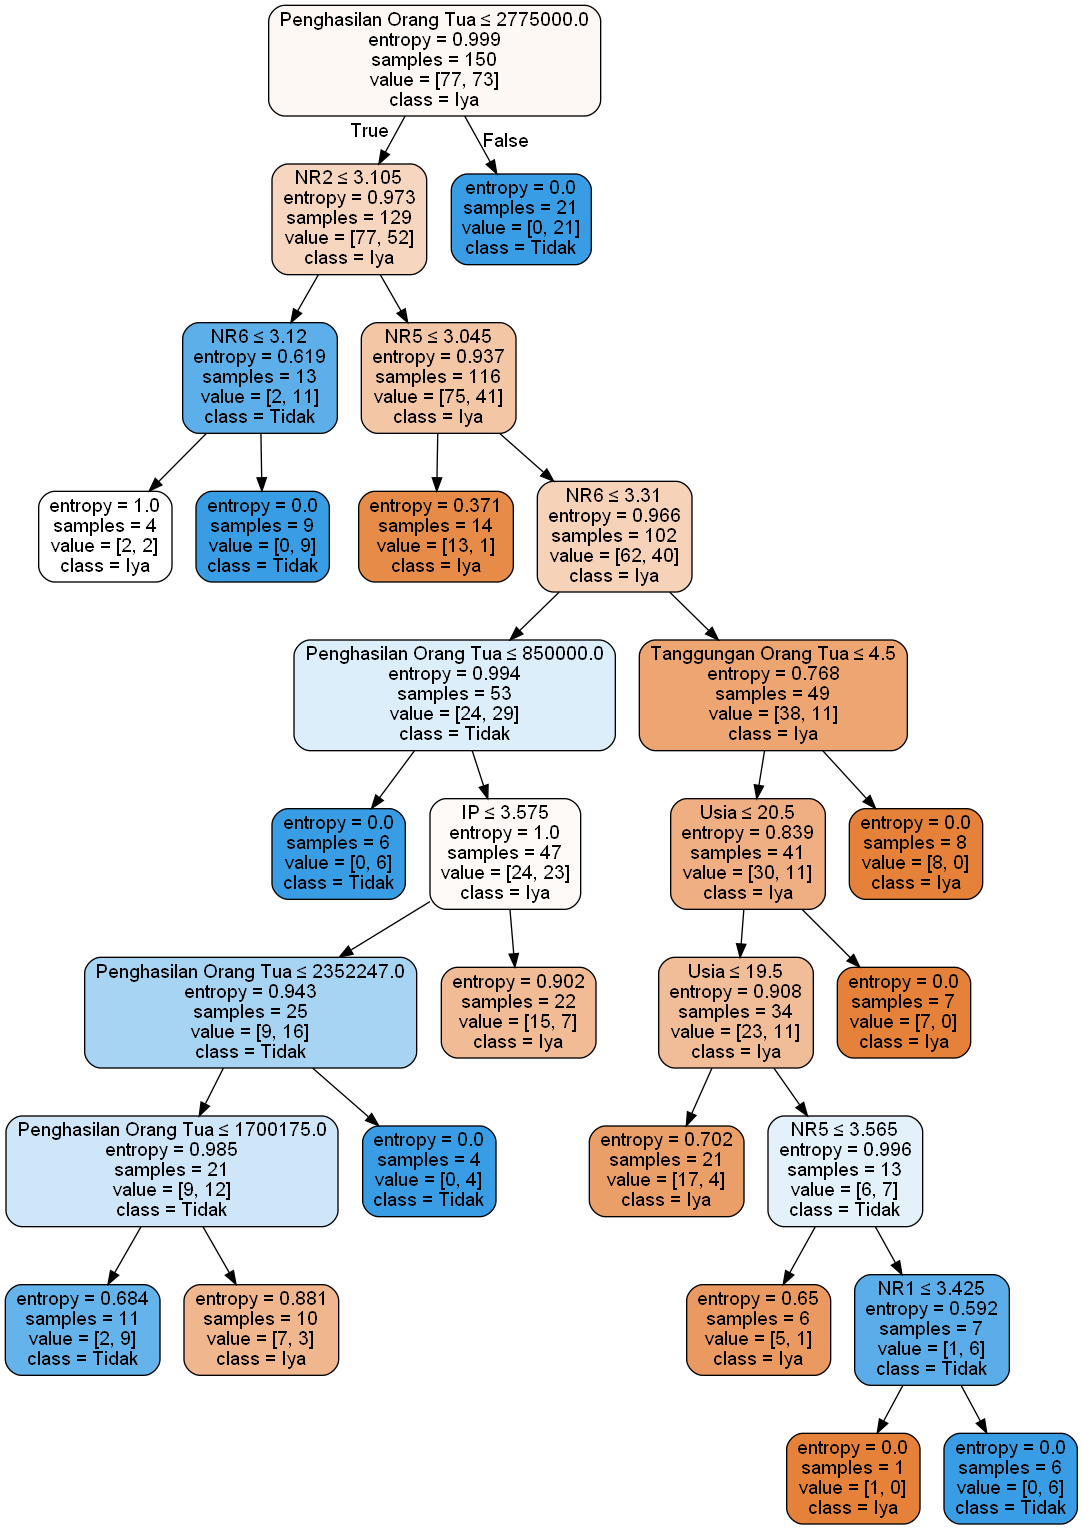 Penghasilan Orang Tua ≤ 2775000.0
entropy = 0.999
samples = 150
value = [77, 73]
class = Iya
True
False
NR2 ≤ 3.105
entropy = 0.973
samples = 129
value = [77, 52]
class = Iya
entropy = 0.0
samples = 21
value = [0, 21]
class = Tidak
NR6 ≤ 3.12
entropy = 0.619
samples = 13
value = [2, 11]
class = Tidak
NR5 ≤ 3.045
entropy = 0.937
samples = 116
value = [75, 41]
class = Iya
entropy = 1.0
samples = 4
value = [2, 2]
class = Iya
entropy = 0.0
samples = 9
value = [0, 9]
class = Tidak
entropy = 0.371
samples = 14
value = [13, 1]
class = Iya
NR6 ≤ 3.31
entropy = 0.966
samples = 102
value = [62, 40]
class = Iya
Penghasilan Orang Tua ≤ 850000.0
entropy = 0.994
samples = 53
value = [24, 29]
class = Tidak
Tanggungan Orang Tua ≤ 4.5
entropy = 0.768
samples = 49
value = [38, 11]
class = Iya
entropy = 0.0
samples = 6
value = [0, 6]
class = Tidak
IP ≤ 3.575
entropy = 1.0
samples = 47
value = [24, 23]
class = Iya
Usia ≤ 20.5
entropy = 0.839
samples = 41
value = [30, 11]
class = Iya
entropy = 0.0
samples = 8
value = [8, 0]
class = Iya
Penghasilan Orang Tua ≤ 2352247.0
entropy = 0.943
samples = 25
value = [9, 16]
class = Tidak
entropy = 0.902
samples = 22
value = [15, 7]
class = Iya
Usia ≤ 19.5
entropy = 0.908
samples = 34
value = [23, 11]
class = Iya
entropy = 0.0
samples = 7
value = [7, 0]
class = Iya
Penghasilan Orang Tua ≤ 1700175.0
entropy = 0.985
samples = 21
value = [9, 12]
class = Tidak
entropy = 0.0
samples = 4
value = [0, 4]
class = Tidak
entropy = 0.702
samples = 21
value = [17, 4]
class = Iya
NR5 ≤ 3.565
entropy = 0.996
samples = 13
value = [6, 7]
class = Tidak
entropy = 0.684
samples = 11
value = [2, 9]
class = Tidak
entropy = 0.881
samples = 10
value = [7, 3]
class = Iya
entropy = 0.65
samples = 6
value = [5, 1]
class = Iya
NR1 ≤ 3.425
entropy = 0.592
samples = 7
value = [1, 6]
class = Tidak
entropy = 0.0
samples = 1
value = [1, 0]
class = Iya
entropy = 0.0
samples = 6
value = [0, 6]
class = Tidak